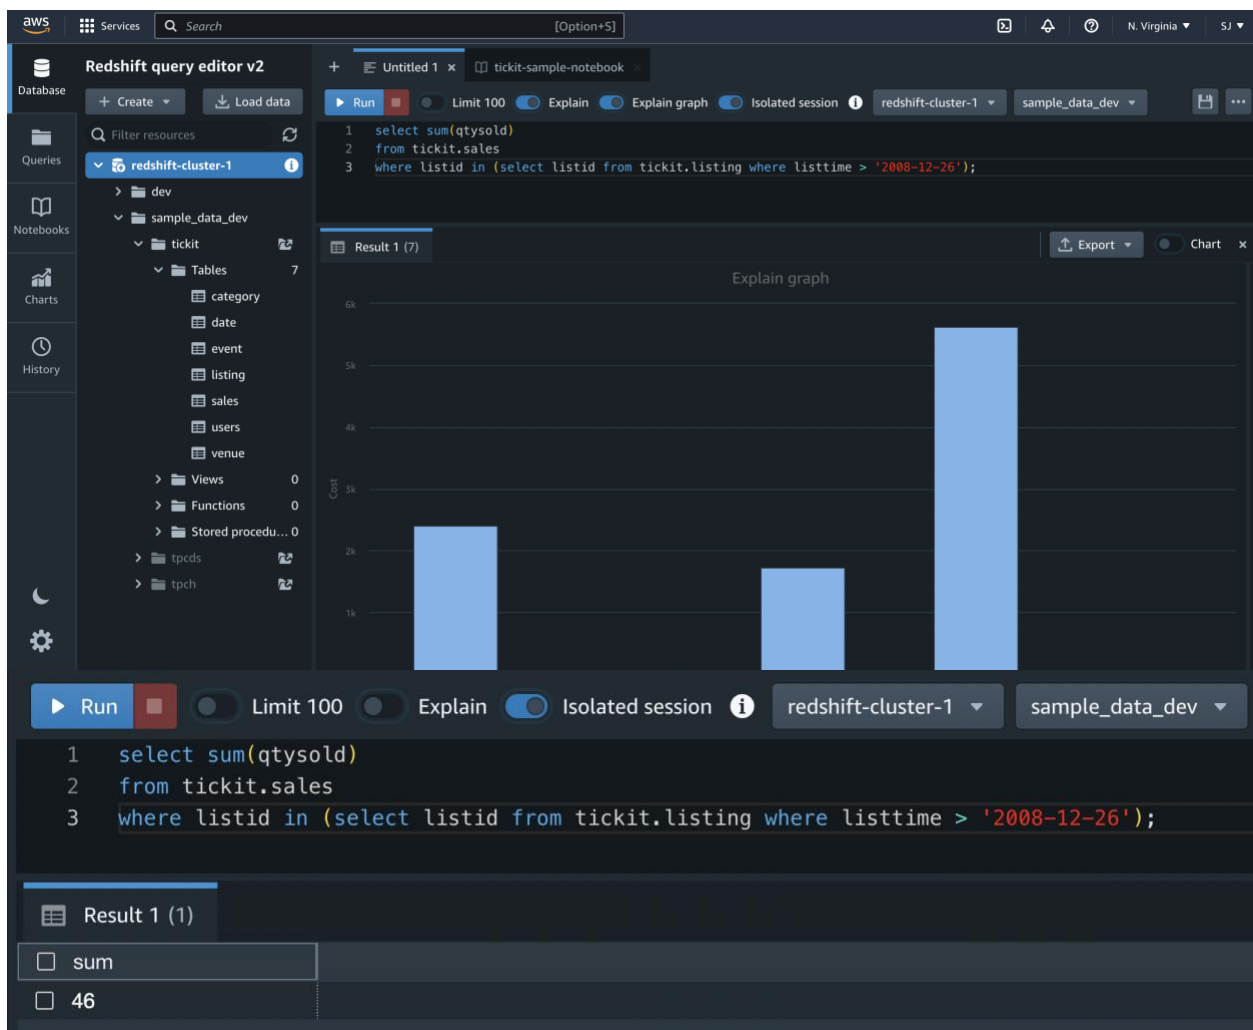 aws
Services
Search
[Option+S]
N. Virginia
SJ
Database
Queries
Notebooks
Charts
History
Redshift query editor v2
+ Create
Load data
Filter resources
redshift-cluster-1
dev
sample_data_dev
tickit
Tables 7
category
date
event
listing
sales
users
venue
Views 0
Functions 0
Stored procedu... 0
tpcds
tpch
+ Untitled 1 × tickit-sample-notebook ×
Run Limit 100 Explain Explain graph Isolated session i redshift-cluster-1 sample_data_dev
1 select sum(qtysold)
2 from tickit.sales
3 where listid in (select listid from tickit.listing where listtime > '2008-12-26');
Result 1 (7)
Export
Chart ×
Explain graph
6k
5k
4k
3k
2k
1k
Cost
Run Limit 100 Explain Isolated session i redshift-cluster-1 sample_data_dev
1 select sum(qtysold)
2 from tickit.sales
3 where listid in (select listid from tickit.listing where listtime > '2008-12-26');
Result 1 (1)
sum
46